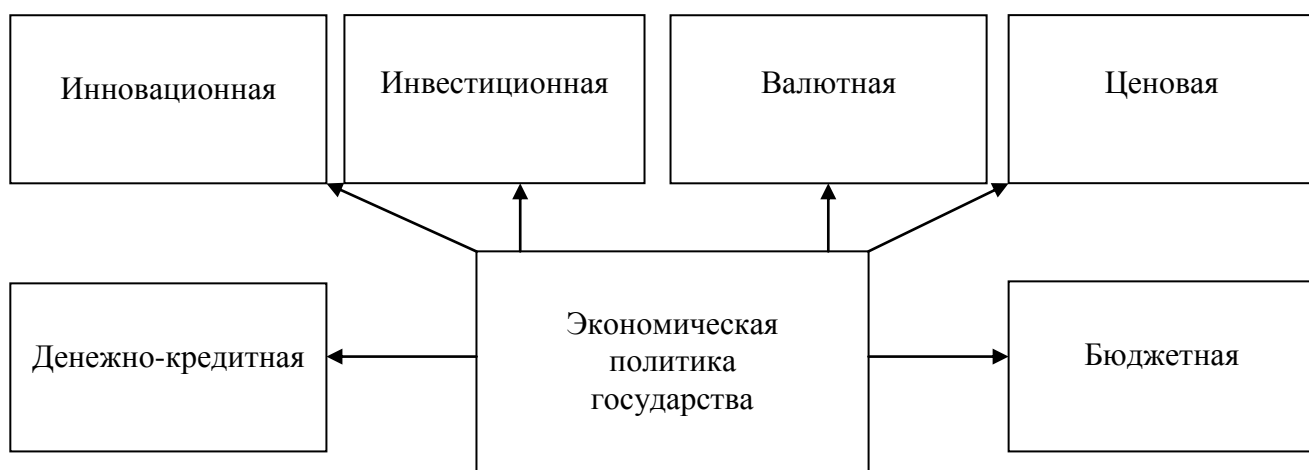 Инновационная
Инвестиционная
Валютная
Ценовая
Денежно-кредитная
Экономическая
политика
государства
Бюджетная